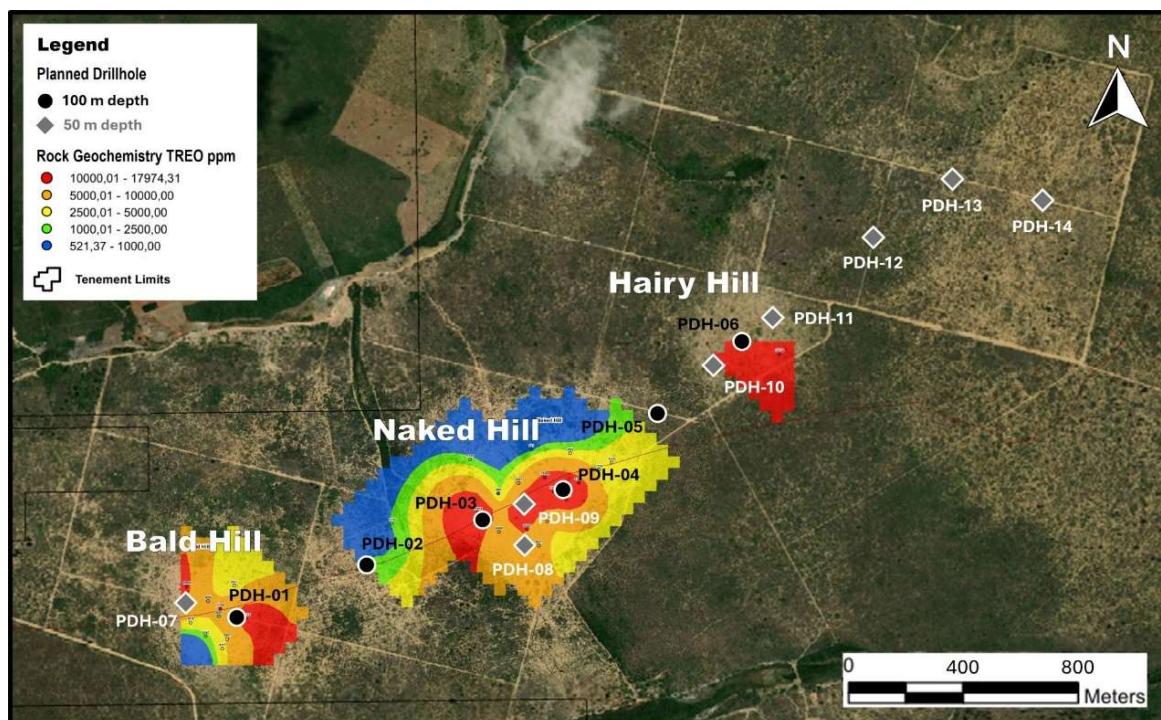 Legend
Planned Drillhole
100 m depth
50 m depth
Rock Geochemistry TREO ppm
10000,01 - 17974,31
5000,01 - 10000,00
2500,01 - 5000,00
1000,01 - 2500,00
521,37 - 1000,00
Tenement Limits
N
PDH-13
PDH-14
PDH-12
Hairy Hill
PDH-06
PDH-11
PDH-10
Naked Hill
Naked Hill
PDH-05
PDH-04
PDH-03
PDH-09
PDH-02
PDH-08
Bald Hill
PDH-01
PDH-07
0 400 800
Meters